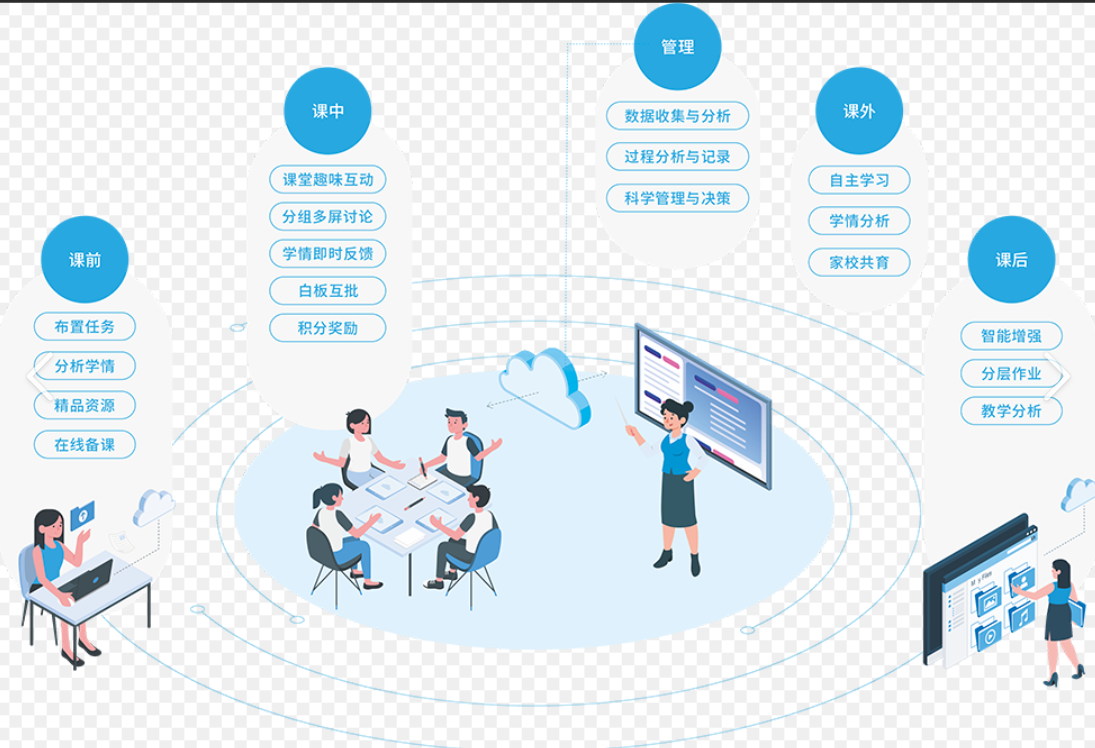 课前
布置任务
分析学情
精品资源
在线备课
课中
课堂趣味互动
分组多屏讨论
学情即时反馈
白板互批
积分奖励
管理
数据收集与分析
过程分析与记录
科学管理与决策
课外
自主学习
学情分析
家校共育
课后
智能增强
分层作业
教学分析